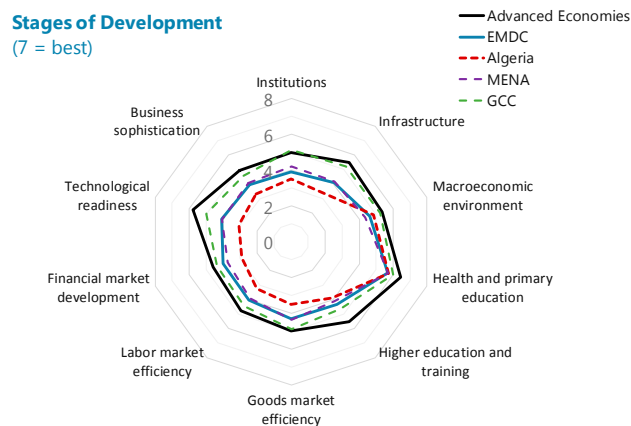 Stages of Development
(7 = best)
Advanced Economies
EMDC
Algeria
MENA
GCC
Institutions
Infrastructure
Macroeconomic
environment
Health and primary
education
Higher education and
training
Goods market
efficiency
Labor market
efficiency
Financial market
development
Technological
readiness
Business
sophistication
8
6
4
2
0